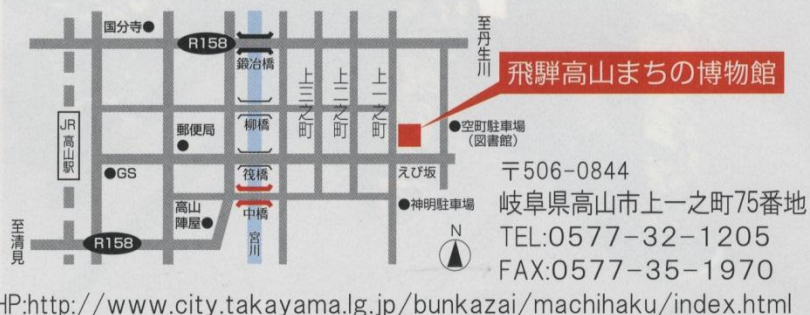 国分寺●
R158
鍛冶橋
至丹生川
飛騨高山まちの博物館
上三之町
上二之町
上一之町
JR高山駅
郵便局
●
柳橋
●空町駐車場
(図書館)
●GS
筏橋
えび坂
高山
陣屋●
中橋
●神明駐車場
至清見
R158
宮川
N
〒506-0844
岐阜県高山市上一之町75番地
TEL:0577-32-1205
FAX:0577-35-1970
HP:http://www.city.takayama.lg.jp/bunkazai/machihaku/index.html